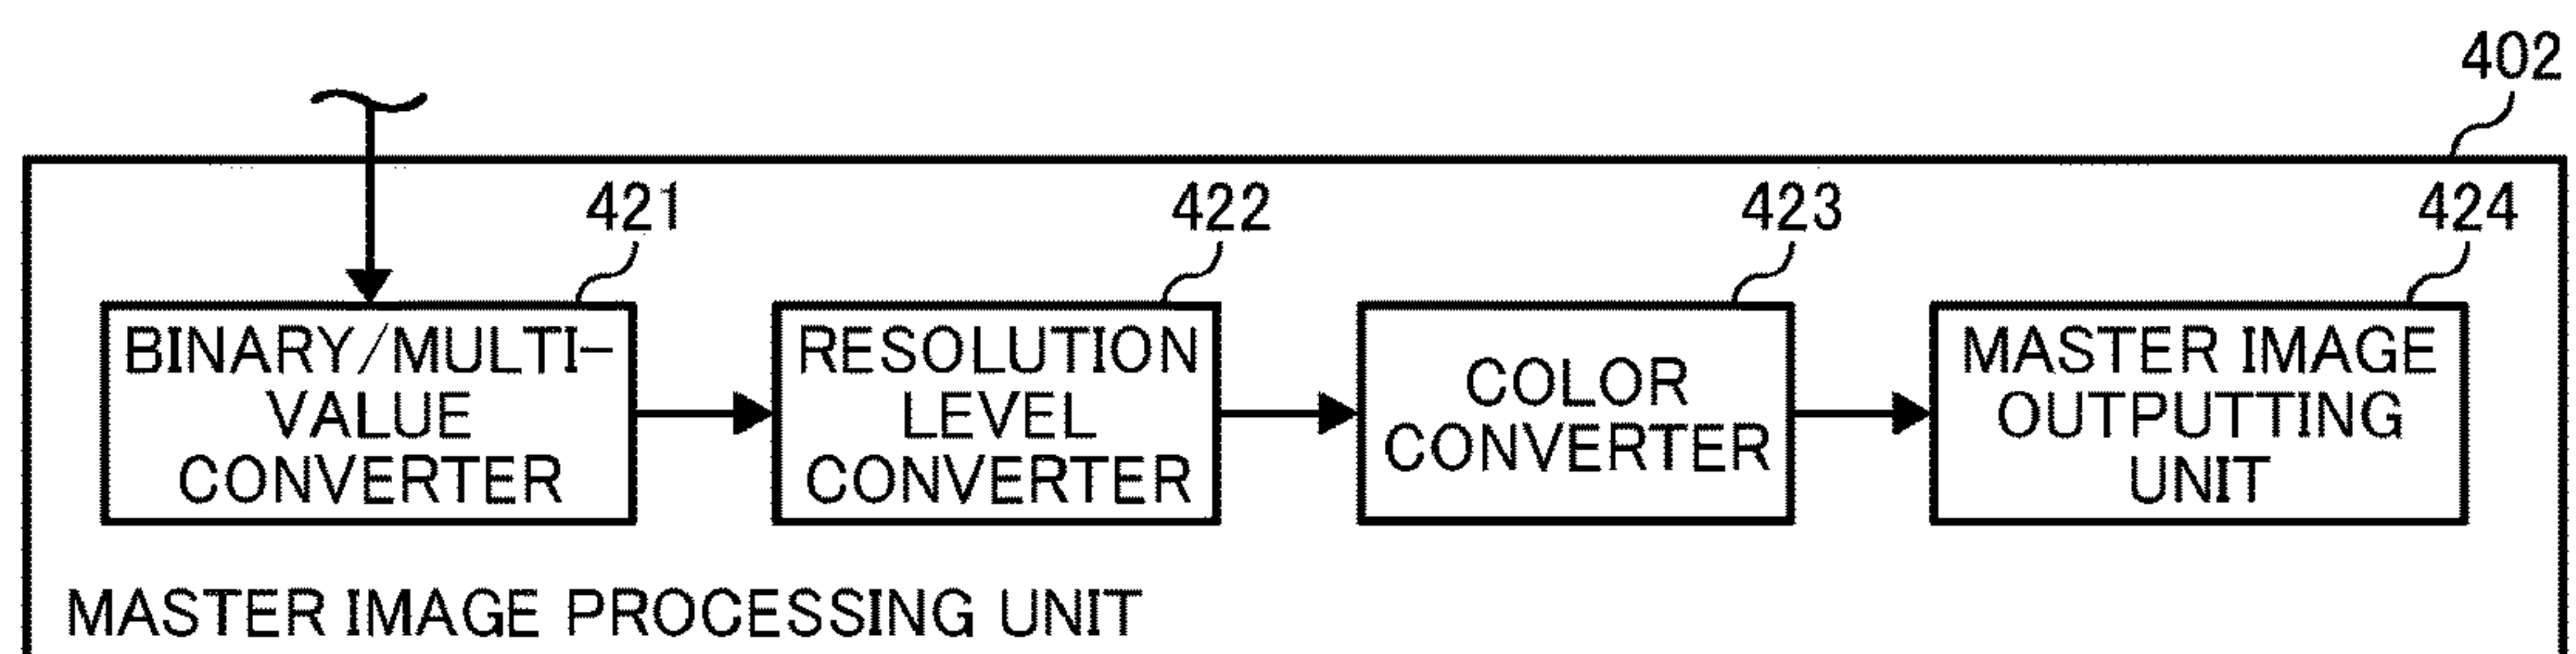 402
421
422
423
424
BINARY/MULTI-
VALUE
CONVERTER
RESOLUTION
LEVEL
CONVERTER
COLOR
CONVERTER
MASTER IMAGE
OUTPUTTING
UNIT
MASTER IMAGE PROCESSING UNIT